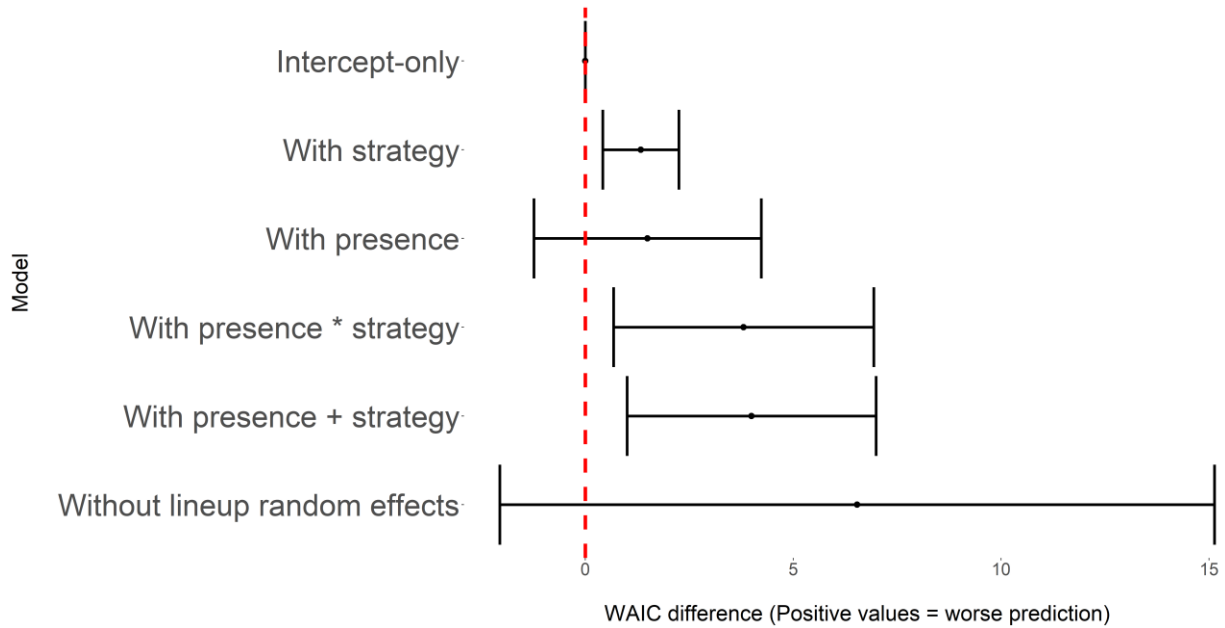 Intercept-only
With strategy
With presence
With presence * strategy
With presence + strategy
Without lineup random effects
Model
0 5 10 15
WAIC difference (Positive values = worse prediction)